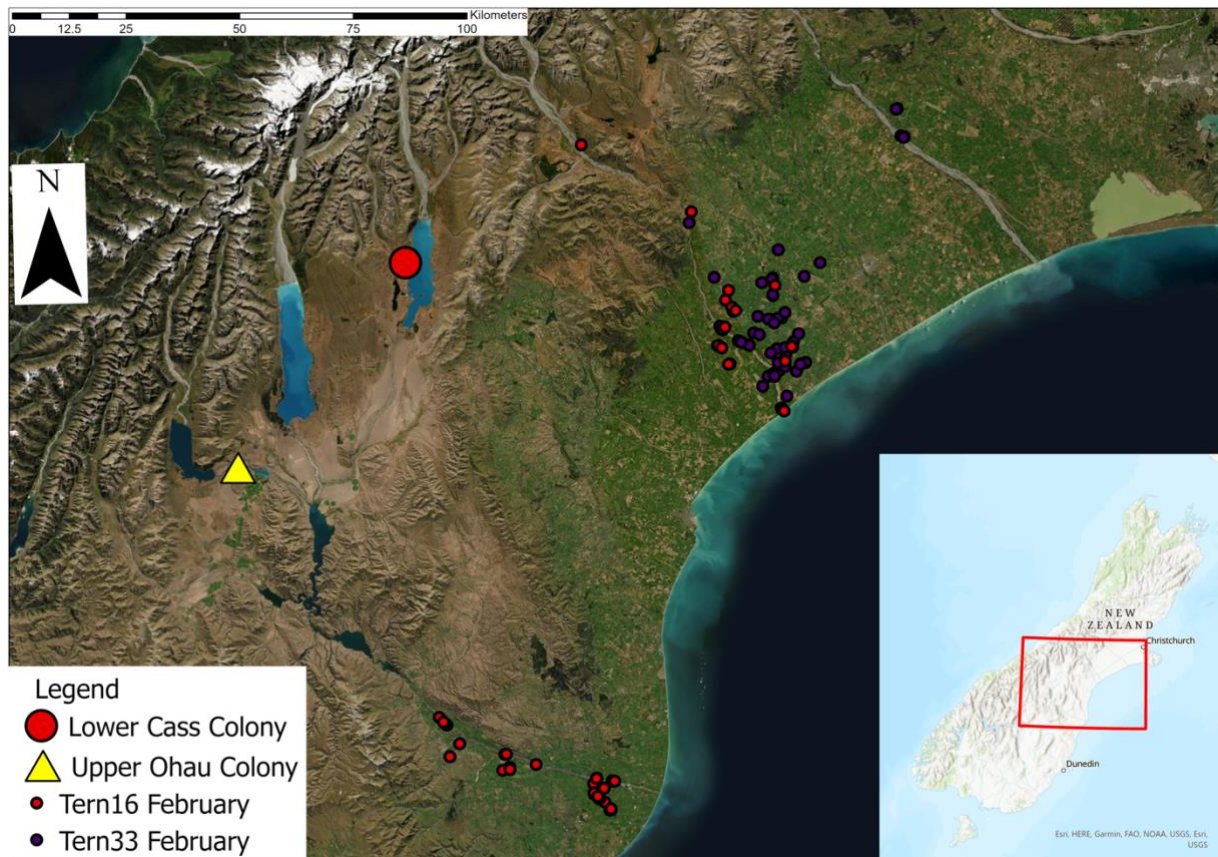 Kilometers
0 12.5 25 50 75 100
N
Legend
Lower Cass Colony
Upper Ohau Colony
Tern16 February
Tern33 February
NEW
ZEALAND
Christchurch
Dunedin
Esri, HERE, Garmin, FAO, NOAA, USGS, Esri,
USGS